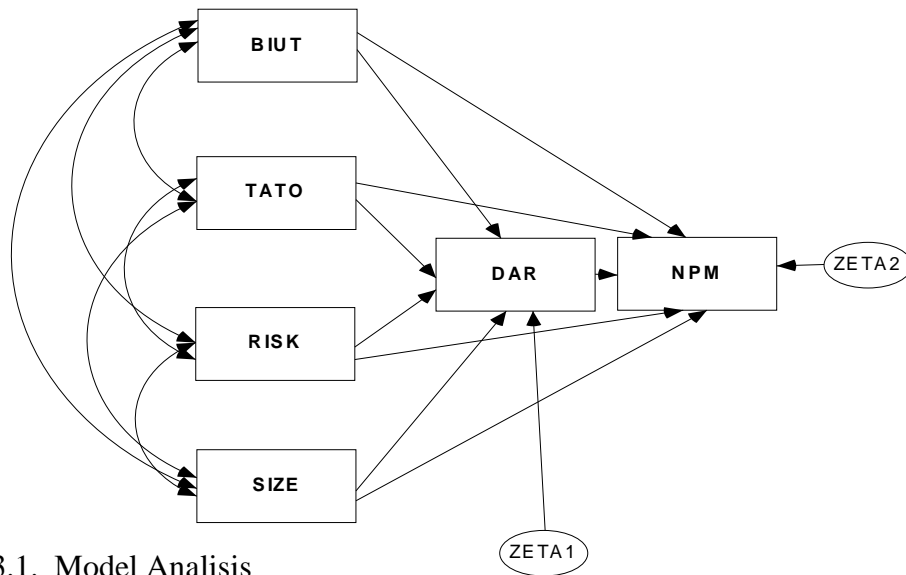 BIUT
TATO
DAR
NPM
ZETA2
RISK
SIZE
ZETA1
3.1. Model Analisis